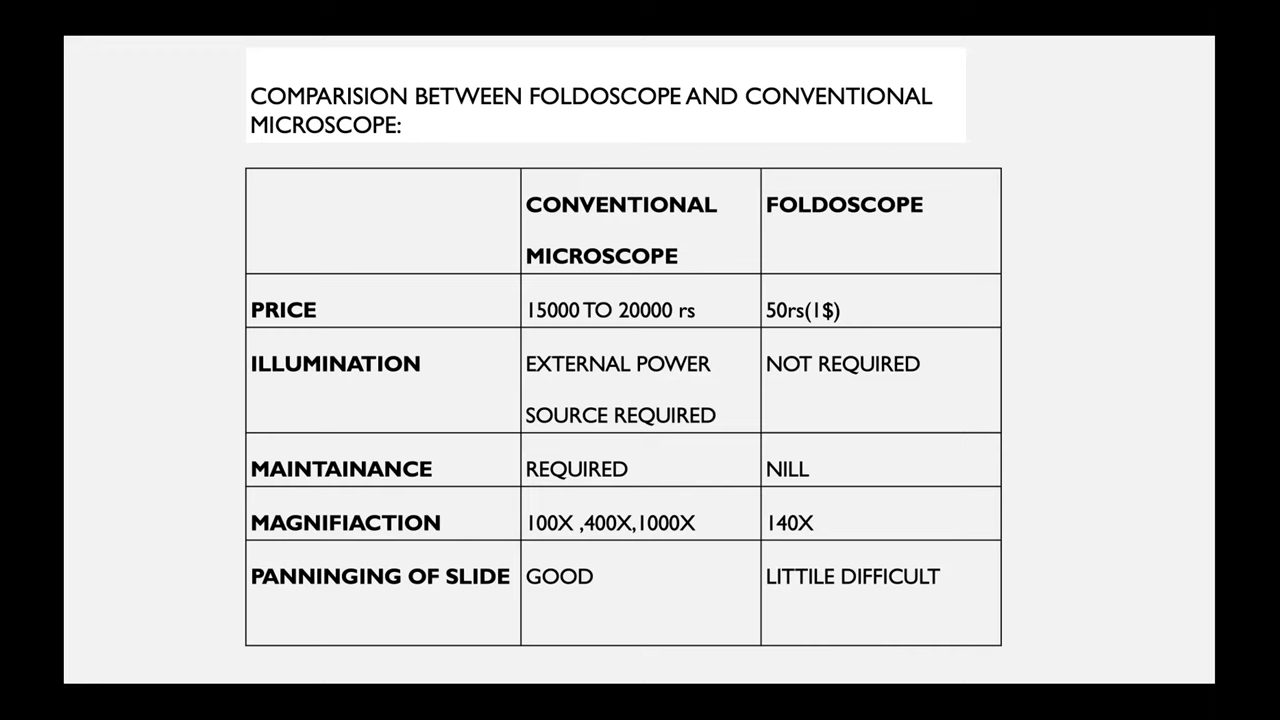 COMPARISION BETWEEN FOLDOSCOPE AND CONVENTIONAL
MICROSCOPE:
CONVENTIONAL
MICROSCOPE
FOLDOSCOPE
PRICE
15000 TO 20000 rs
50rs(1$)
ILLUMINATION
EXTERNAL POWER
SOURCE REQUIRED
NOT REQUIRED
MAINTAINANCE
REQUIRED
NILL
MAGNIFIACTION
100X ,400X,1000X
140X
PANNINGING OF SLIDE
GOOD
LITTILE DIFFICULT